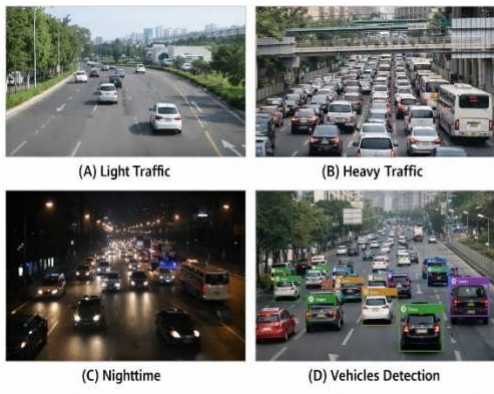 (A) Light Traffic
(B) Heavy Traffic
(C) Nighttime
(D) Vehicles Detection